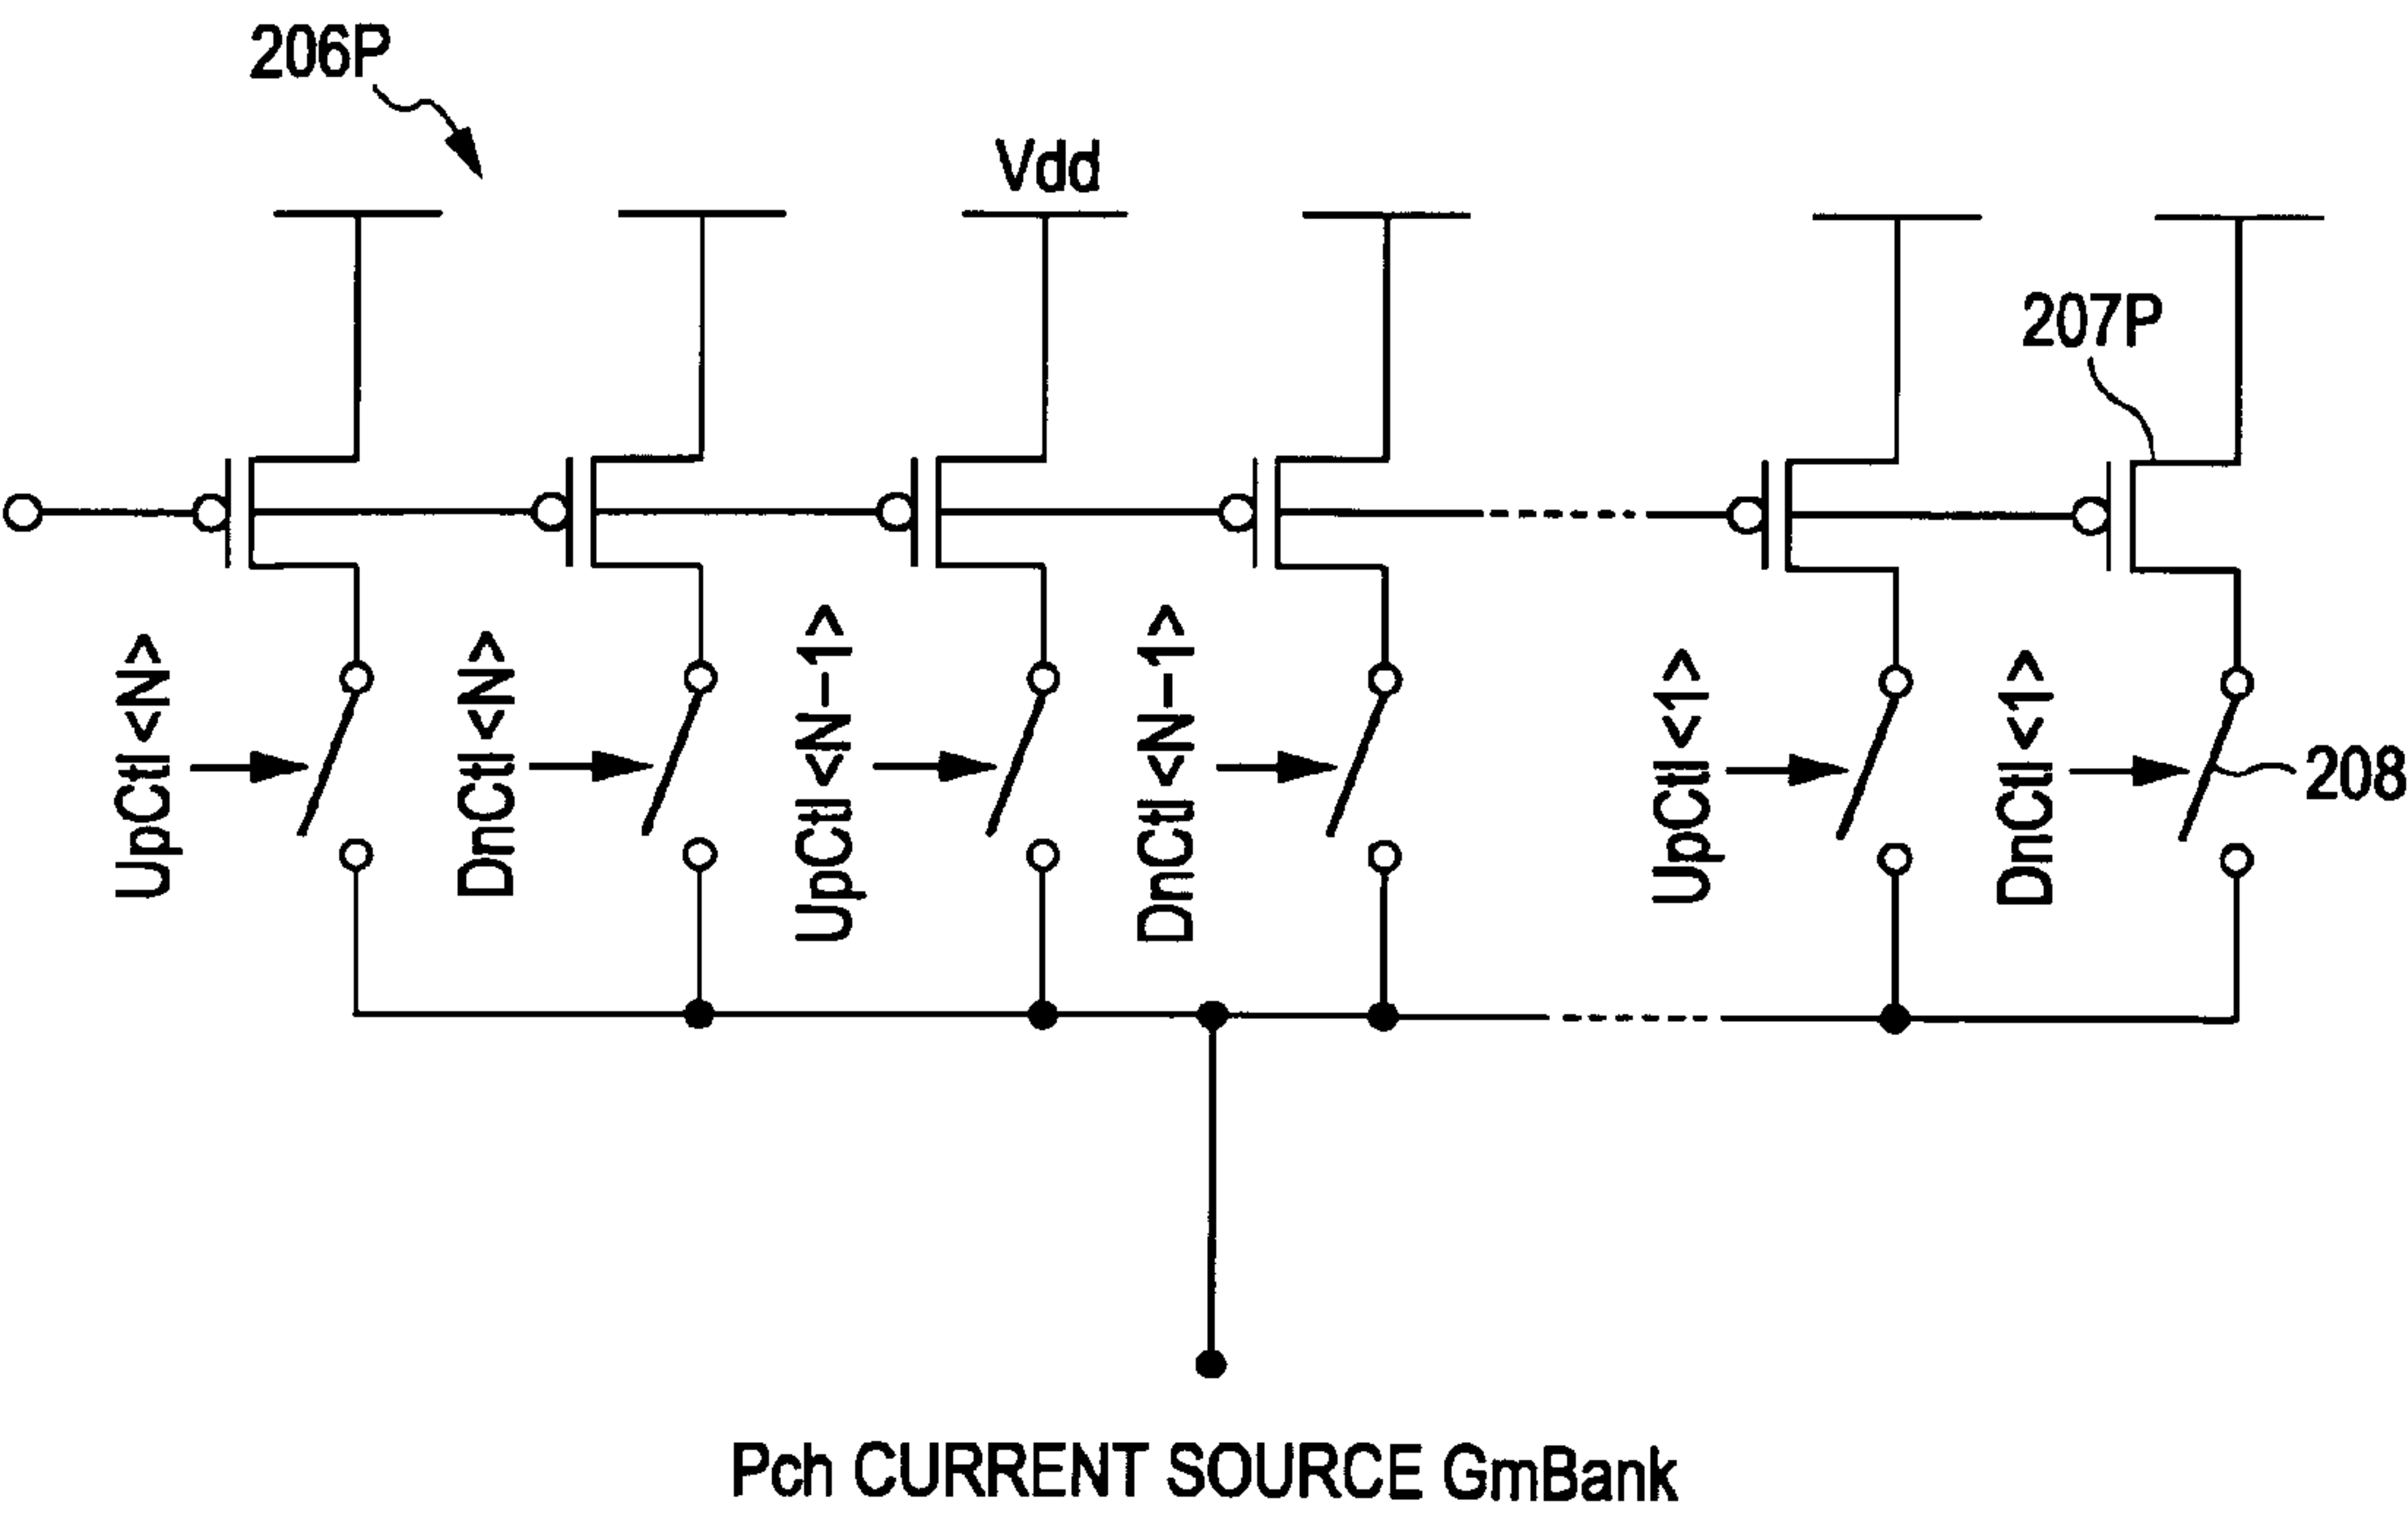 206P
Vdd
207P
UpCtl <N>
DnCtl <N>
UpCtl <N-1>
DnCtl <N-1>
UpCtl <1>
DnCtl <1>
208
Pch CURRENT SOURCE GmBank